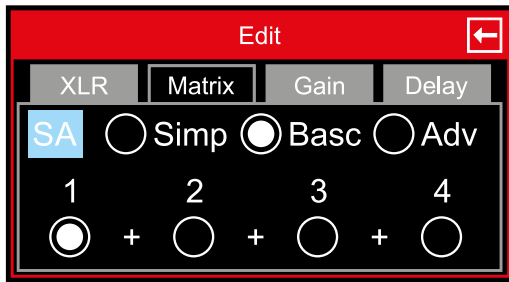 Edit
XLR Matrix Gain Delay
SA Simp Basc Adv
1 2 3 4
+ + +